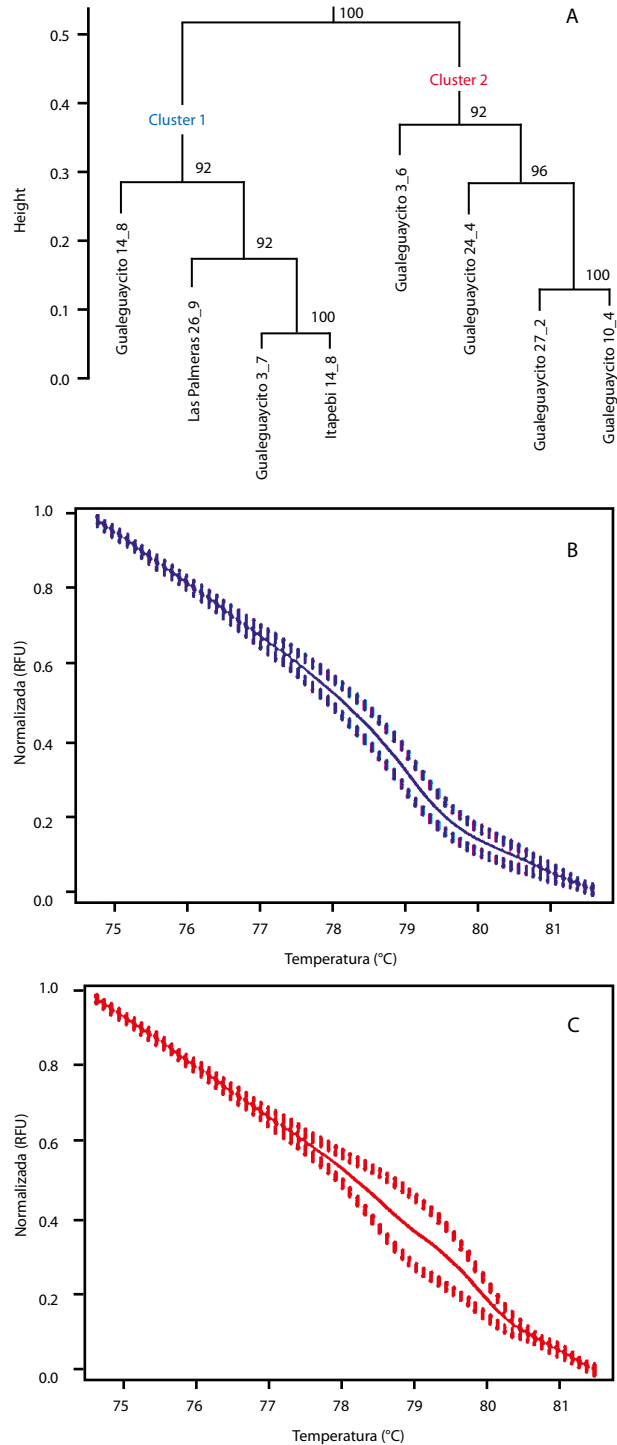 A
100
0.5
Cluster 2
0.4
Cluster 1
92
0.3
92
96
Height
Gualeguaycito 14_8
Gualeguaycito 3_6
Gualeguaycito 24_4
0.2
92
100
0.1
100
Las Palmeras 26_9
Gualeguaycito 3_7
Itapebi 14_8
Gualeguaycito 27_2
Gualeguaycito 10_4
0.0
B
1.0
0.8
0.6
0.4
0.2
0.0
Normalizada (RFU)
75 76 77 78 79 80 81
Temperatura (°C)
C
1.0
0.8
0.6
0.4
0.2
0.0
Normalizada (RFU)
75 76 77 78 79 80 81
Temperatura (°C)